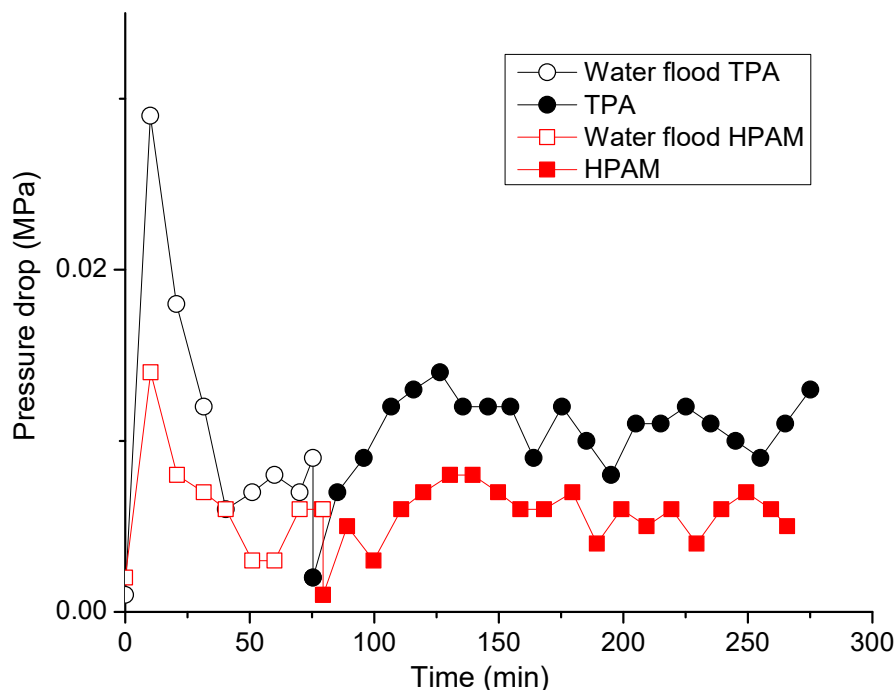 Water flood TPA
TPA
Water flood HPAM
HPAM
Pressure drop (MPa)
0.02
0.00
0 50 100 150 200 250 300
Time (min)